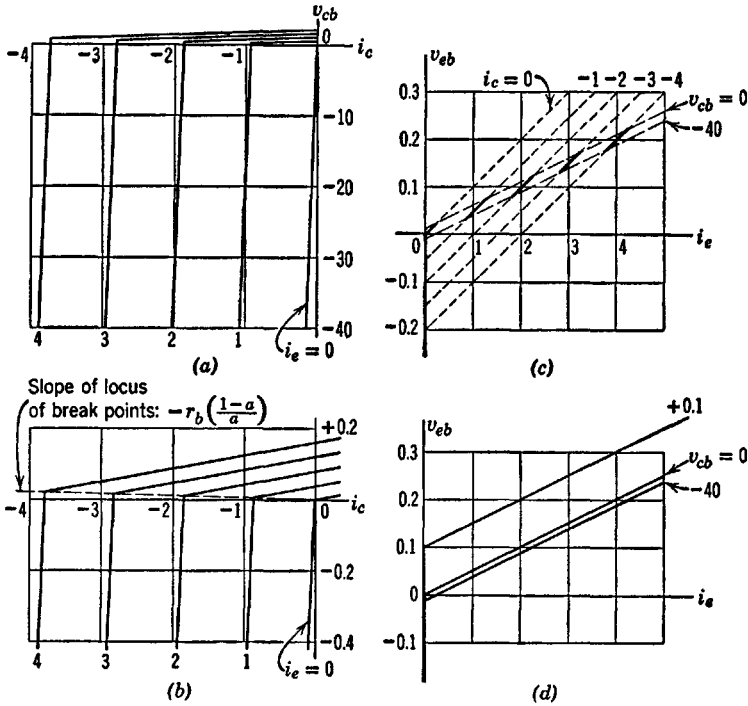 v_cb
0
-4 -3 -2 -1 i_c
-10
-20
-30
-40
4 3 2 1 i_e = 0
(a)
v_eb
i_c = 0 -1 -2 -3 -4
0.3
v_cb = 0
-40
0.2
0.1
0 1 2 3 4 i_e
-0.1
-0.2
(c)
Slope of locus
of break points: -r_b((1-a)/a)
+0.2
-4 -3 -2 -1 0 i_c
-0.2
-0.4
4 3 2 1 i_e = 0
(b)
v_eb
+0.1
0.3
v_cb = 0
-40
0.2
0.1
0 i_e
-0.1
(d)